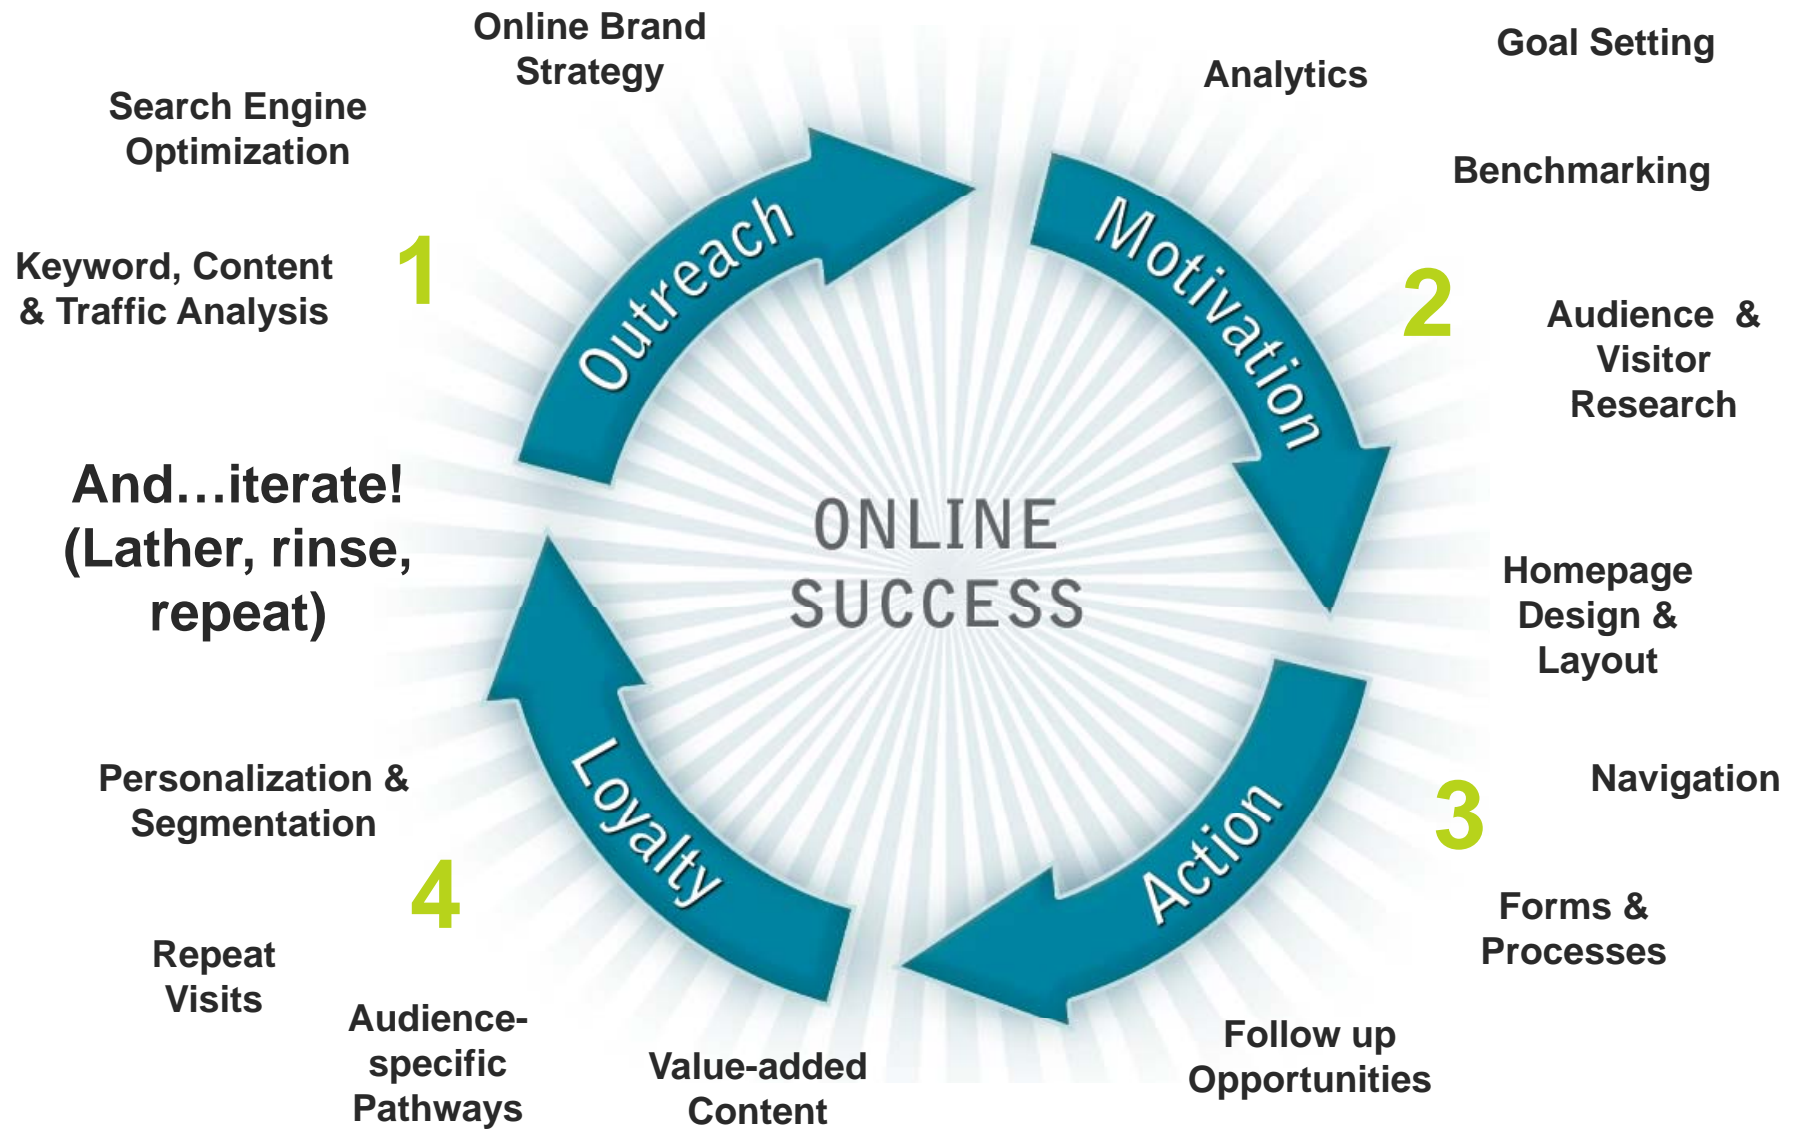 Online Brand
Strategy
Search Engine
Optimization
Keyword, Content
& Traffic Analysis
1
Outreach
Analytics
Goal Setting
Benchmarking
2
Audience &
Visitor
Research
Motivation
ONLINE
SUCCESS
Homepage
Design &
Layout
Navigation
3
Forms &
Processes
Follow up
Opportunities
Action
Value-added
Content
Audience-
specific
Pathways
Repeat
Visits
4
Personalization &
Segmentation
Loyalty
And…iterate!
(Lather, rinse,
repeat)